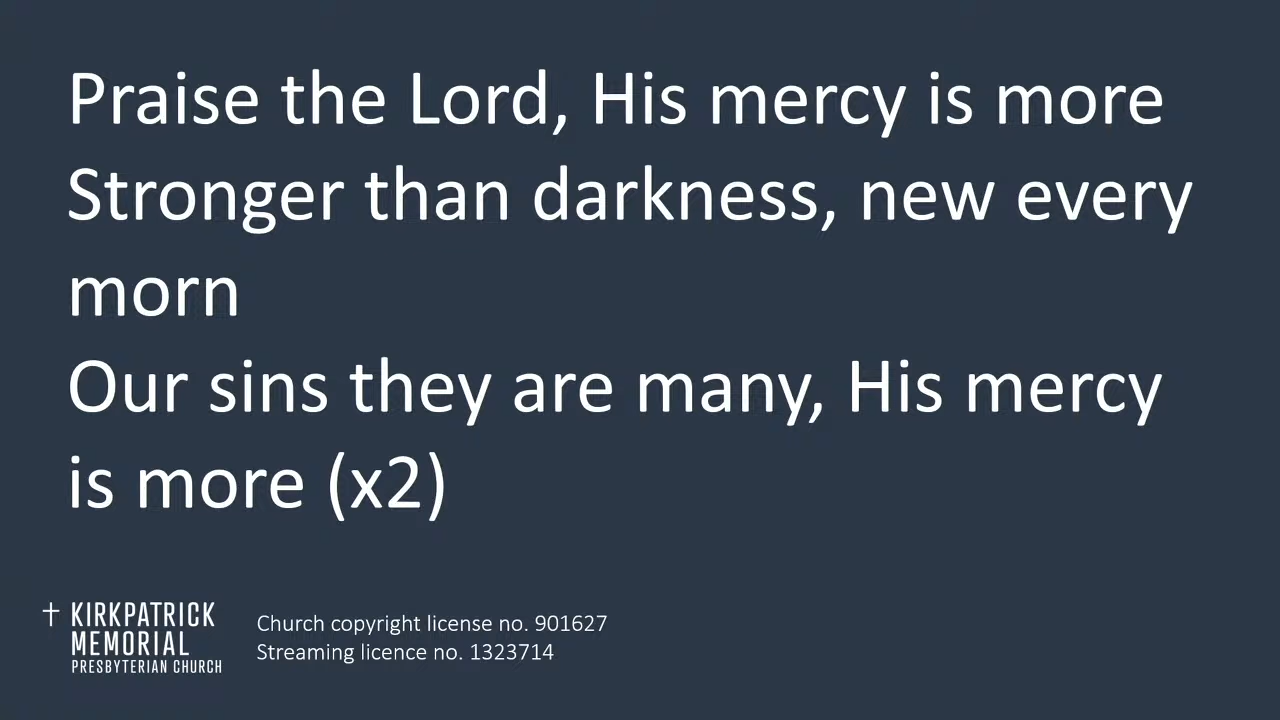 Praise the Lord, His mercy is more
Stronger than darkness, new every
morn
Our sins they are many, His mercy
is more (x2)
KIRKPATRICK
MEMORIAL
PRESBYTERIAN CHURCH
Church copyright license no. 901627
Streaming licence no. 1323714